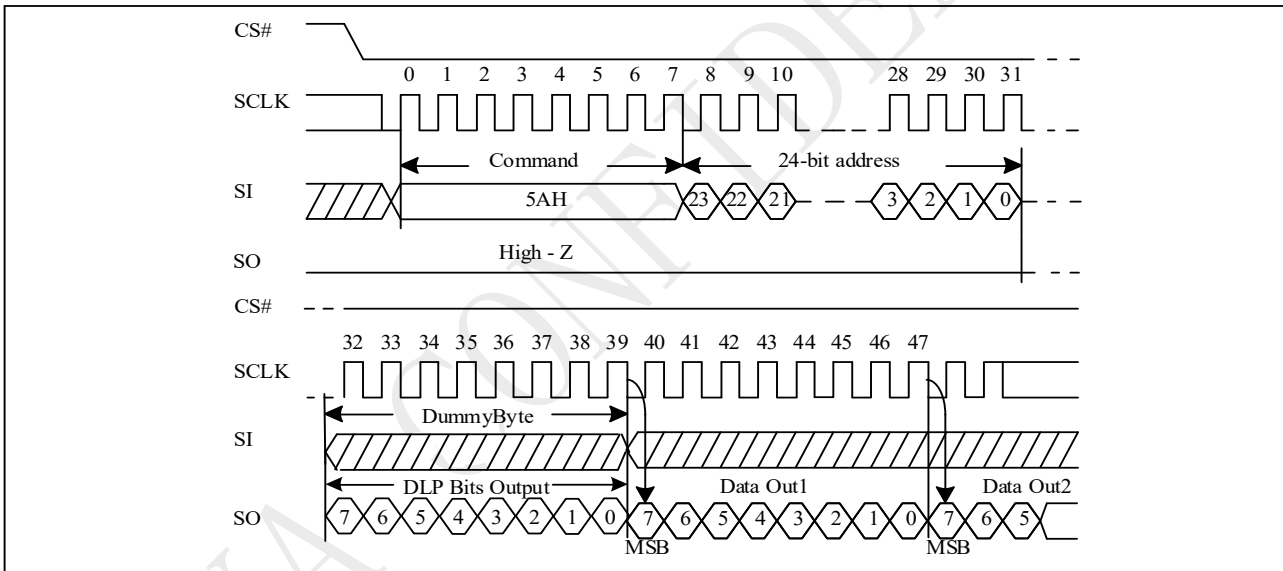 CS#
0 1 2 3 4 5 6 7 8 9 10 28 29 30 31
SCLK
Command 24-bit address
SI 5AH 23 22 21 3 2 1 0
High - Z
SO
CS#
32 33 34 35 36 37 38 39 40 41 42 43 44 45 46 47
SCLK
DummyByte
SI
DLP Bits Output Data Out1 Data Out2
SO 7 6 5 4 3 2 1 0 7 6 5 4 3 2 1 0 7 6 5
MSB MSB